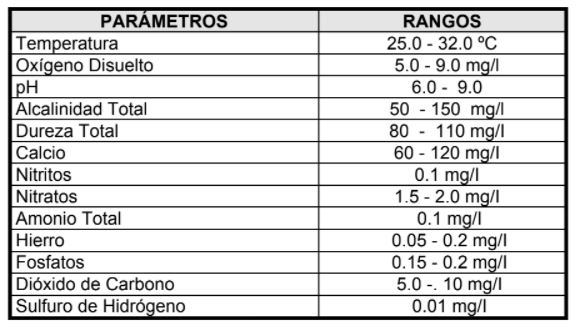 PARÁMETROS RANGOS
Temperatura 25.0 - 32.0 ºC
Oxígeno Disuelto 5.0 - 9.0 mg/l
pH 6.0 - 9.0
Alcalinidad Total 50 - 150 mg/l
Dureza Total 80 - 110 mg/l
Calcio 60 - 120 mg/l
Nitritos 0.1 mg/l
Nitratos 1.5 - 2.0 mg/l
Amonio Total 0.1 mg/l
Hierro 0.05 - 0.2 mg/l
Fosfatos 0.15 - 0.2 mg/l
Dióxido de Carbono 5.0 -. 10 mg/l
Sulfuro de Hidrógeno 0.01 mg/l